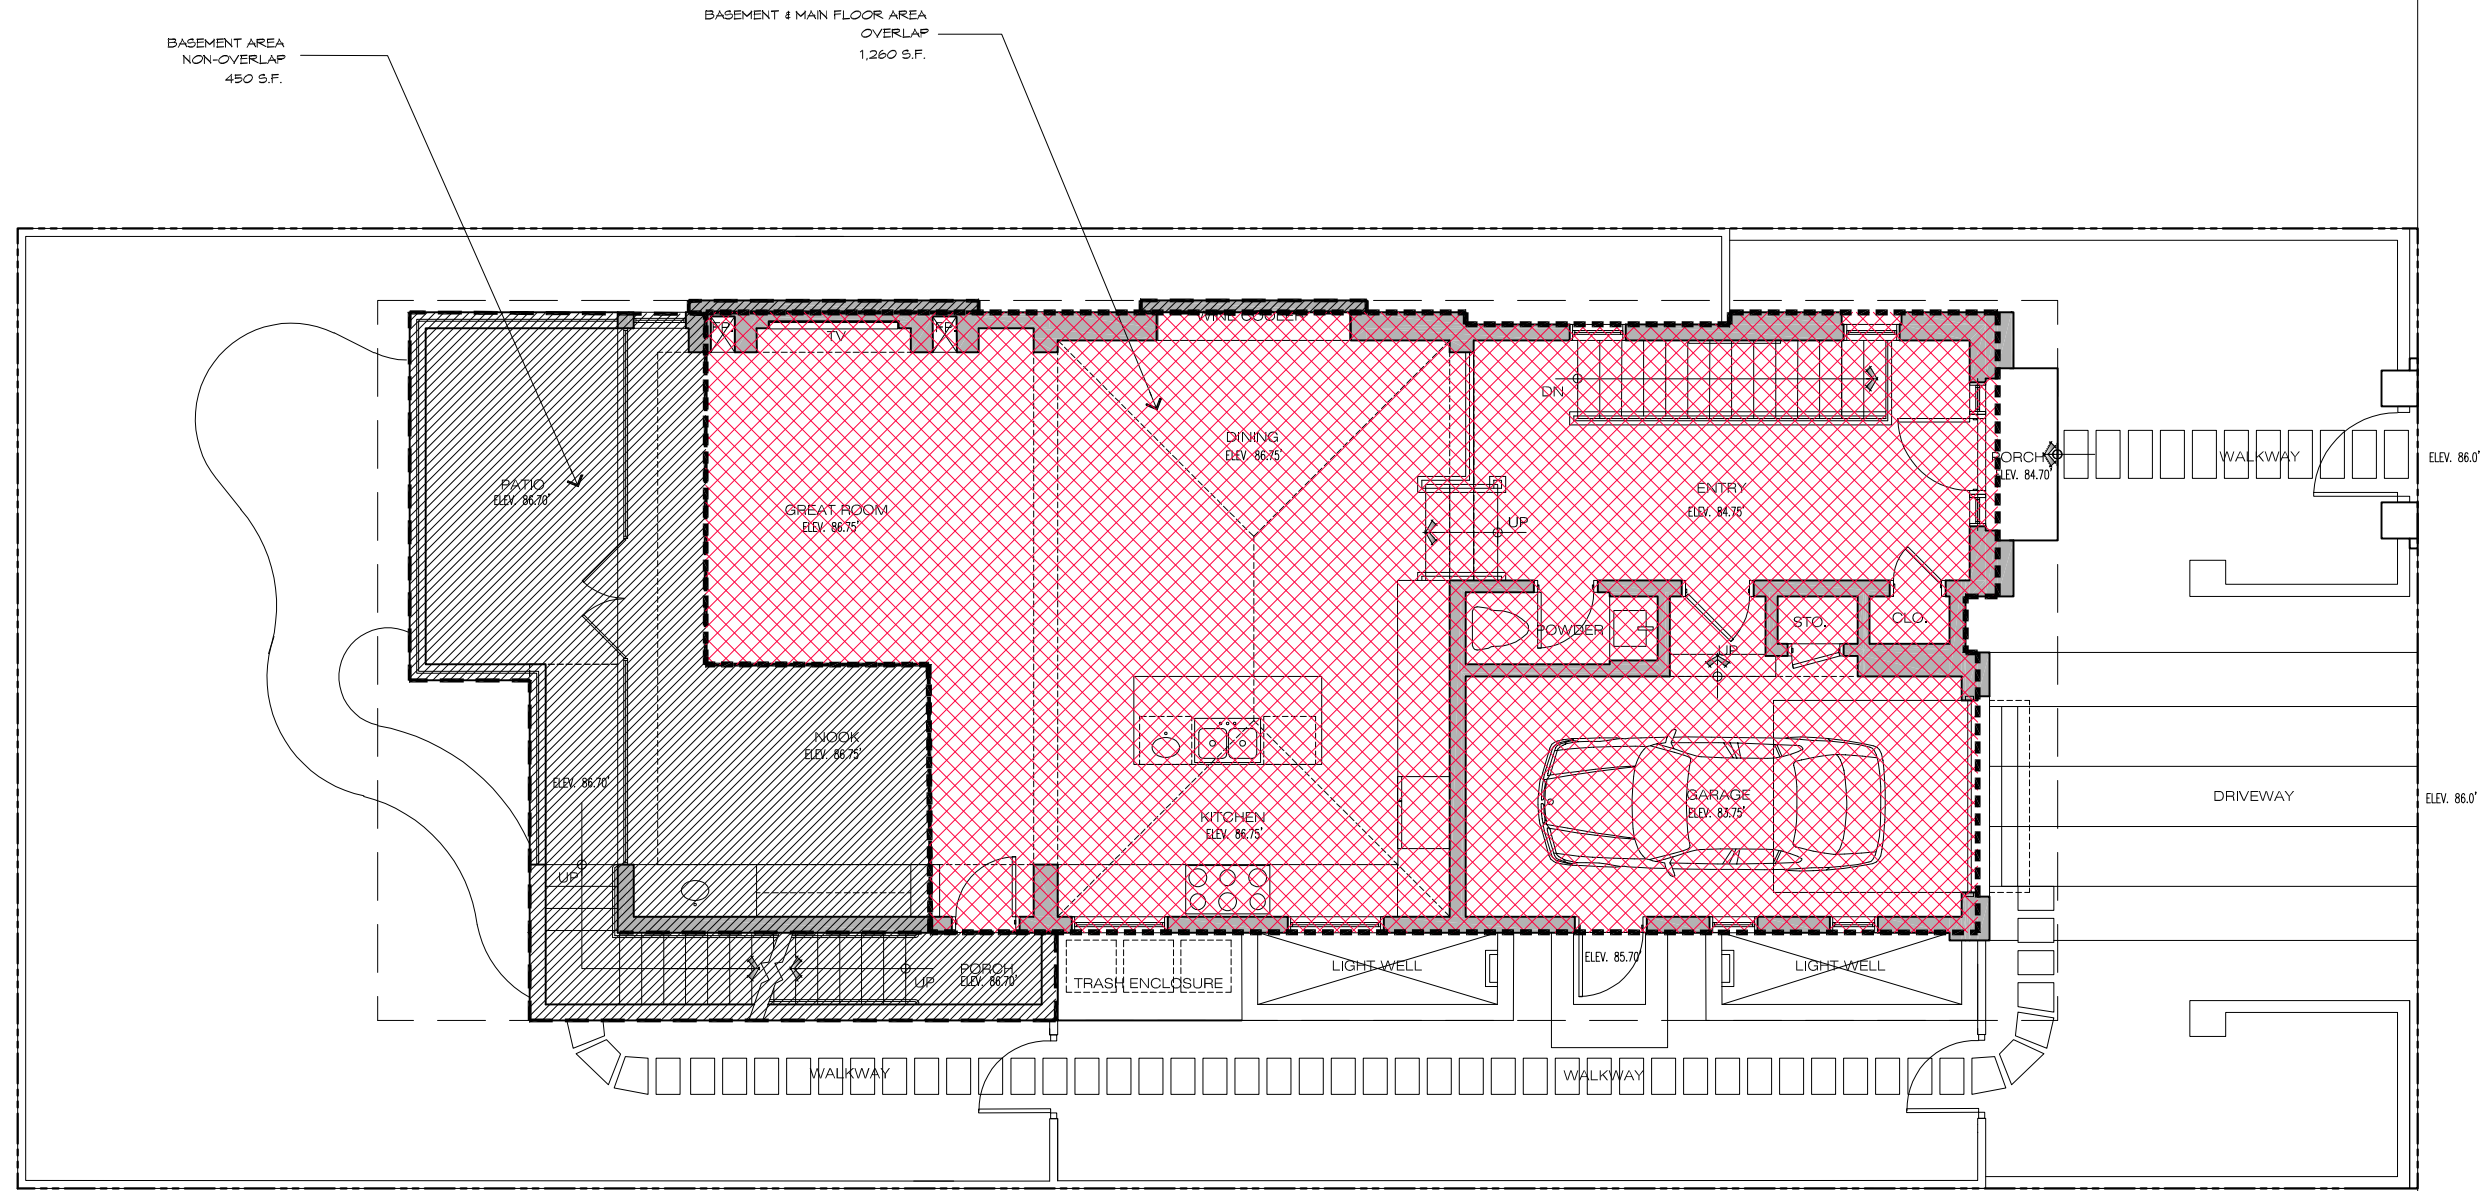 BASEMENT & MAIN FLOOR AREA
OVERLAP
1,260 S.F.
BASEMENT AREA
NON-OVERLAP
450 S.F.
WINE COOLER
F.P.
TV
F.P.
DN
DINING
ELEV. 86.75'
PORCH
ELEV. 84.70'
WALKWAY
ELEV. 86.0'
PATIO
ELEV. 86.70'
GREAT ROOM
ELEV. 86.75'
ENTRY
ELEV. 84.75'
UP
POWDER
STO.
CLO.
UP
NOOK
ELEV. 86.75'
ELEV. 86.70'
KITCHEN
ELEV. 86.75'
GARAGE
ELEV. 83.75'
DRIVEWAY
ELEV. 86.0'
UP
UP
PORCH
ELEV. 86.70'
TRASH ENCLOSURE
LIGHT WELL
ELEV. 85.70'
LIGHT WELL
WALKWAY
WALKWAY